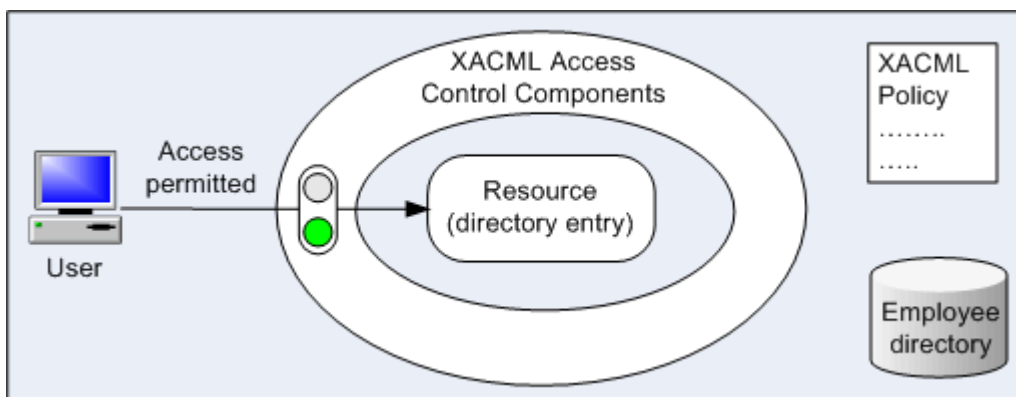 XACML Access
Control Components
Access
permitted
User
Resource
(directory entry)
XACML
Policy
........
.....
Employee
directory